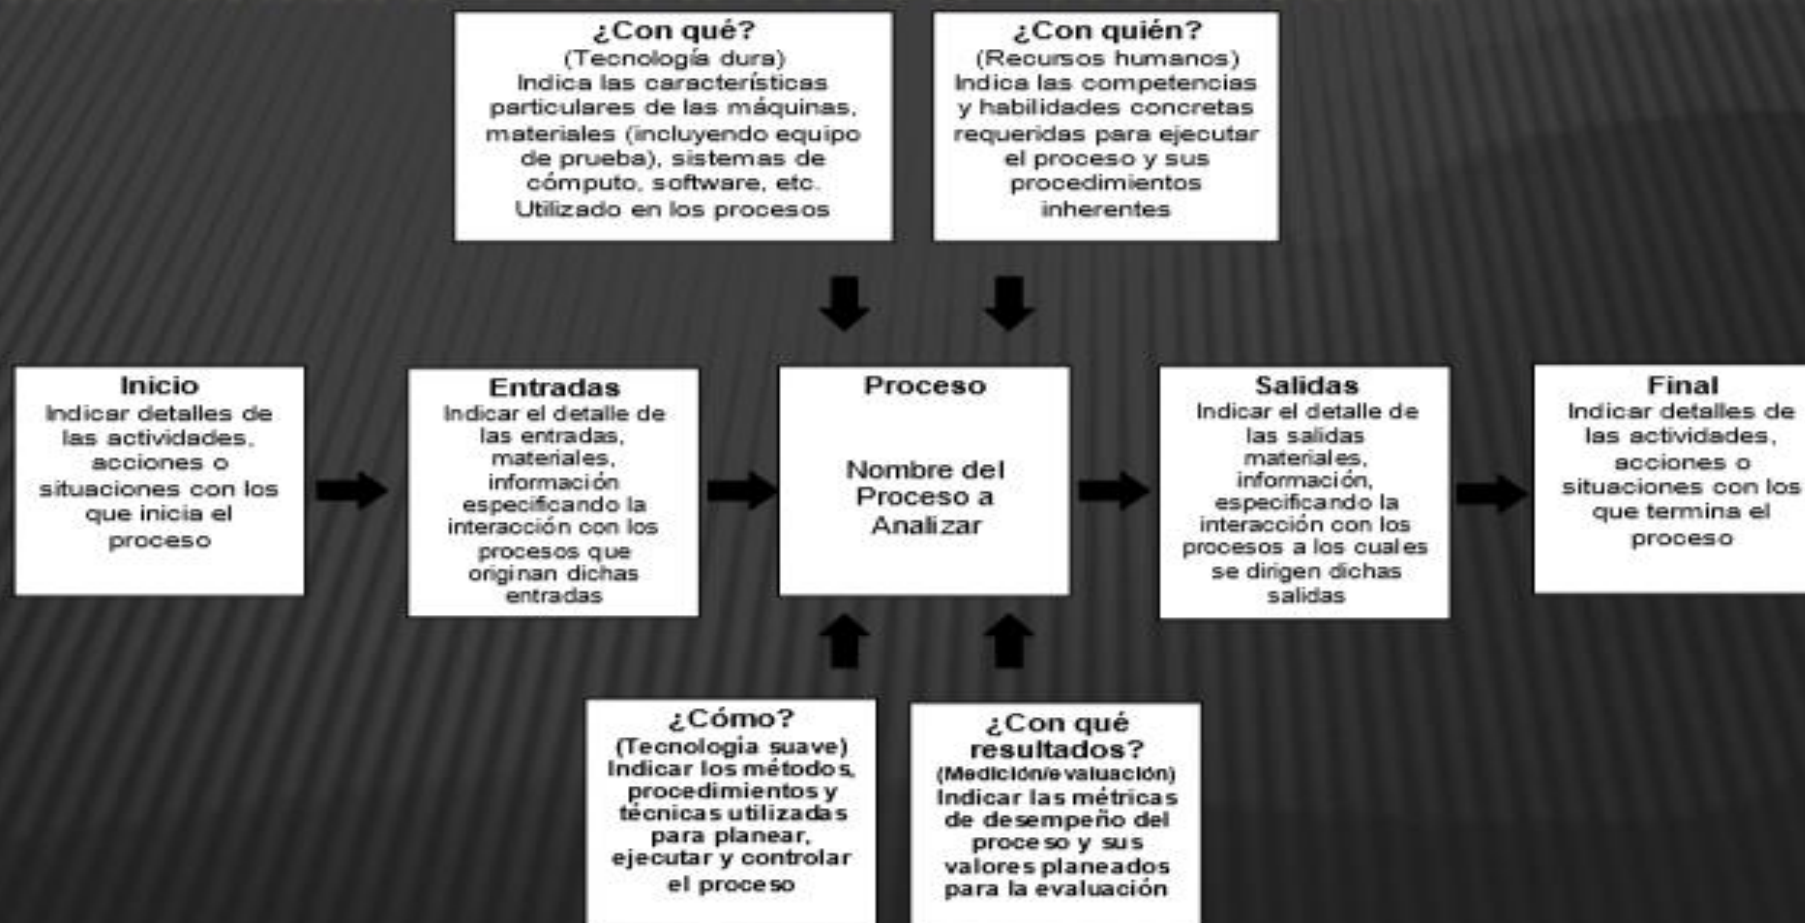 ¿Con qué?
(Tecnología dura)
Indica las características
particulares de las máquinas,
materiales (incluyendo equipo
de prueba), sistemas de
cómputo, software, etc.
Utilizado en los procesos
¿Con quién?
(Recursos humanos)
Indica las competencias
y habilidades concretas
requeridas para ejecutar
el proceso y sus
procedimientos
inherentes
Inicio
Indicar detalles de
las actividades,
acciones o
situaciones con los
que inicia el
proceso
Entradas
Indicar el detalle de
las entradas,
materiales,
información
especificando la
interacción con los
procesos que
originan dichas
entradas
Proceso
Nombre del
Proceso a
Analizar
Salidas
Indicar el detalle de
las salidas
materiales,
información,
especificando la
interacción con los
procesos a los cuales
se dirigen dichas
salidas
Final
Indicar detalles de
las actividades,
acciones o
situaciones con los
que termina el
proceso
¿Cómo?
(Tecnología suave)
Indicar los métodos,
procedimientos y
técnicas utilizadas
para planear,
ejecutar y controlar
el proceso
¿Con qué
resultados?
(Medición/evaluación)
Indicar las métricas
de desempeño del
proceso y sus
valores planeados
para la evaluación